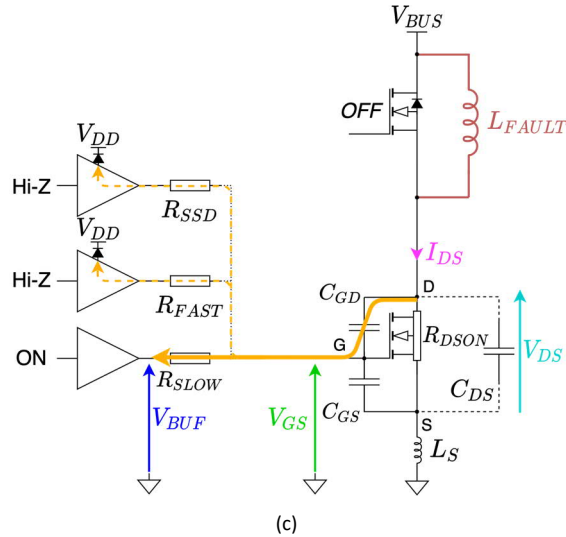 V_BUS
OFF
L_FAULT
V_DD
Hi-Z
R_SSD
V_DD
I_DS
Hi-Z
D
C_GD
R_FAST
R_DSON
G
V_DS
ON
R_SLOW
C_GS
C_DS
S
V_BUF
V_GS
L_S
(c)